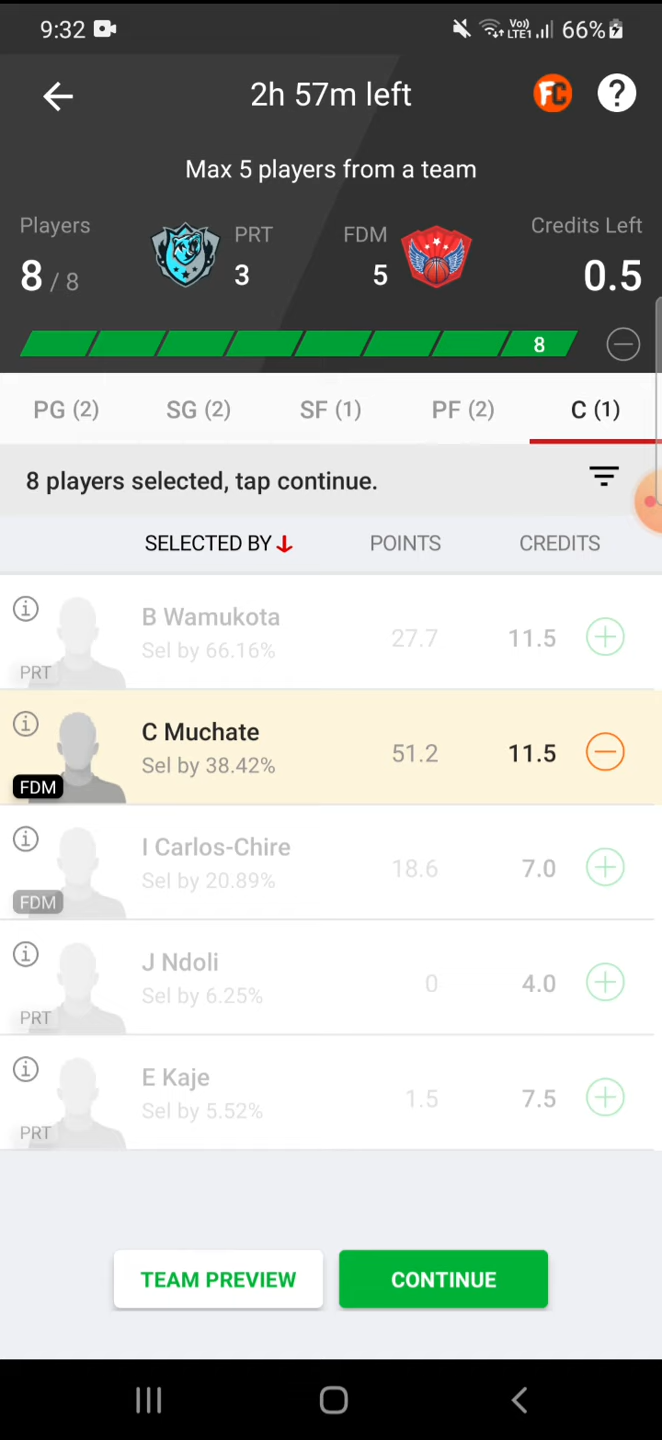 9:32 Vo) LTE1 66%
2h 57m left FC ?
Max 5 players from a team
Players PRT FDM Credits Left
8 / 8 3 5 0.5
8
PG (2) SG (2) SF (1) PF (2) C (1)
8 players selected, tap continue.
SELECTED BY POINTS CREDITS
B Wamukota
Sel by 66.16% 27.7 11.5
PRT
C Muchate
Sel by 38.42% 51.2 11.5
FDM
I Carlos-Chire
Sel by 20.89% 18.6 7.0
FDM
J Ndoli
Sel by 6.25% 0 4.0
PRT
E Kaje
Sel by 5.52% 1.5 7.5
PRT
TEAM PREVIEW CONTINUE